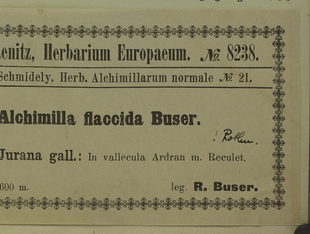 enitz, Herbarium Europaeum. № 8238.
Schmidely, Herb. Alchimillarum normale № 21.
Alchimilla flaccida Buser.
! Rothm.
Jurana gall.: In vallecula Ardran m. Reculet.
600 m. leg. R. Buser.